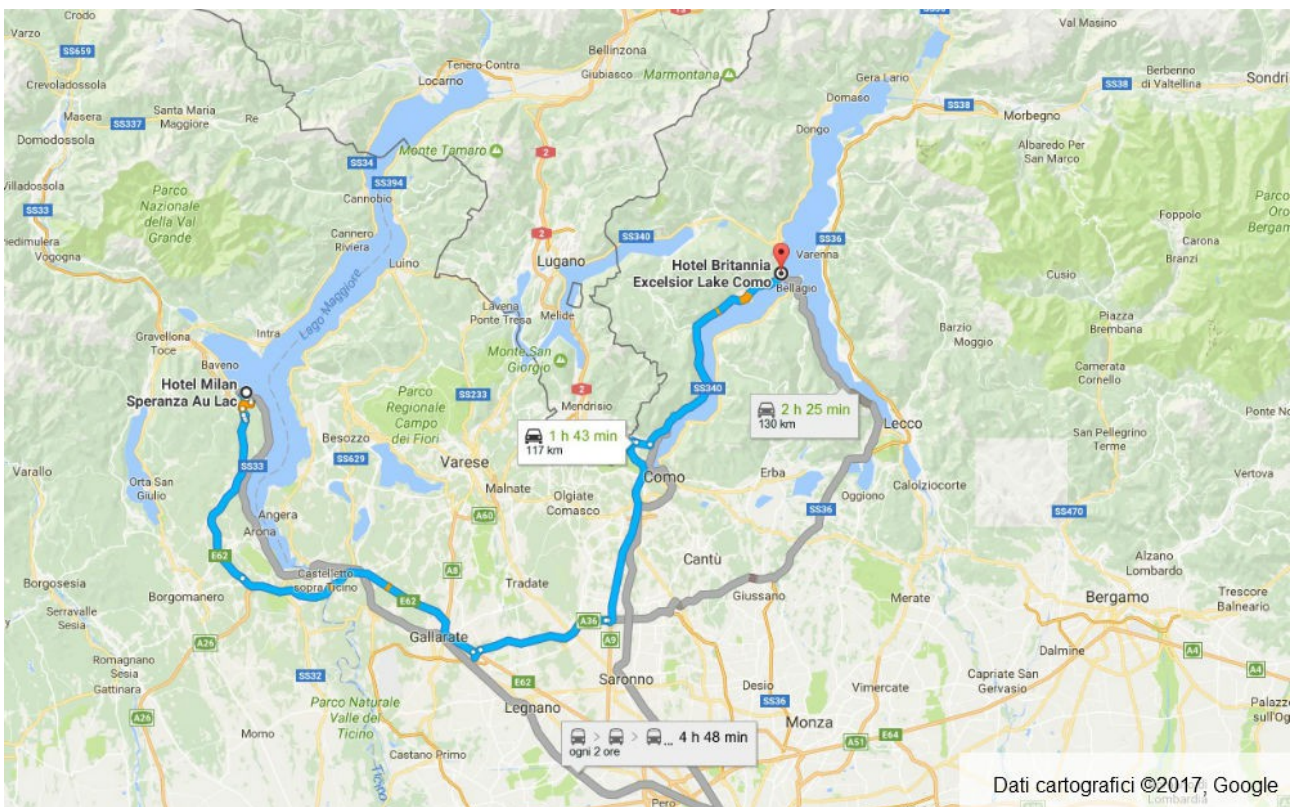 Crodo
Varzo
SS659
Crevoladossola
Masera
SS337
Santa Maria
Maggiore
Re
Domodossola
Villadossola
SS33
Vogogna
Parco
Nazionale
della Val
Grande
Locarno
Tenero-Contra
Bellinzona
Giubiasco
Marmontana
Monte Tamaro
2
SS34
SS394
Cannobio
Cannero
Riviera
Luino
Lago Maggiore
Intra
Gravellona
Toce
Baveno
Hotel Milan
Speranza Au Lac
Lugano
2
Lavena
Ponte Tresa
Melide
Monte San
Giorgio
2
Mendrisio
SS340
Gera Lario
Domaso
Dongo
SS38
Morbegno
Val Masino
Berbenno
di Valtellina
SS38
Albaredo Per
San Marco
SS36
Varenna
Hotel Britannia
Excelsior Lake Como
Bellagio
Foppolo
Carona
Branzi
Cusio
Piazza
Brembana
Barzio
Moggio
Camerata
Cornello
San Pellegrino
Terme
Vertova
SS340
2 h 25 min
130 km
Lecco
1 h 43 min
117 km
SS233
Parco
Regionale
Campo
dei Fiori
Besozzo
SS629
Varese
Malnate
Olgiate
Comasco
Como
Erba
Oggiono
Calolziocorte
SS36
SS470
Varallo
Orta San
Giulio
SS33
Angera
Arona
E62
Castelletto
sopra Ticino
A60
A8
Tradate
Cantù
Giussano
Merate
Alzano
Lombardo
Borgosesia
Borgomanero
Serravalle
Sesia
A26
E62
Gallarate
A36
A9
Bergamo
Trescore
Balneario
Dalmine
A4
A4
Romagnano
Sesia
Gattinara
SS32
Parco Naturale
Valle del
Ticino
E62
Legnano
Saronno
Desio
SS36
Vimercate
Capriate San
Gervasio
Monza
A26
Momo
Castano Primo
4 h 48 min
ogni 2 ore
A51
E64
Pero
Dati cartografici ©2017, Google